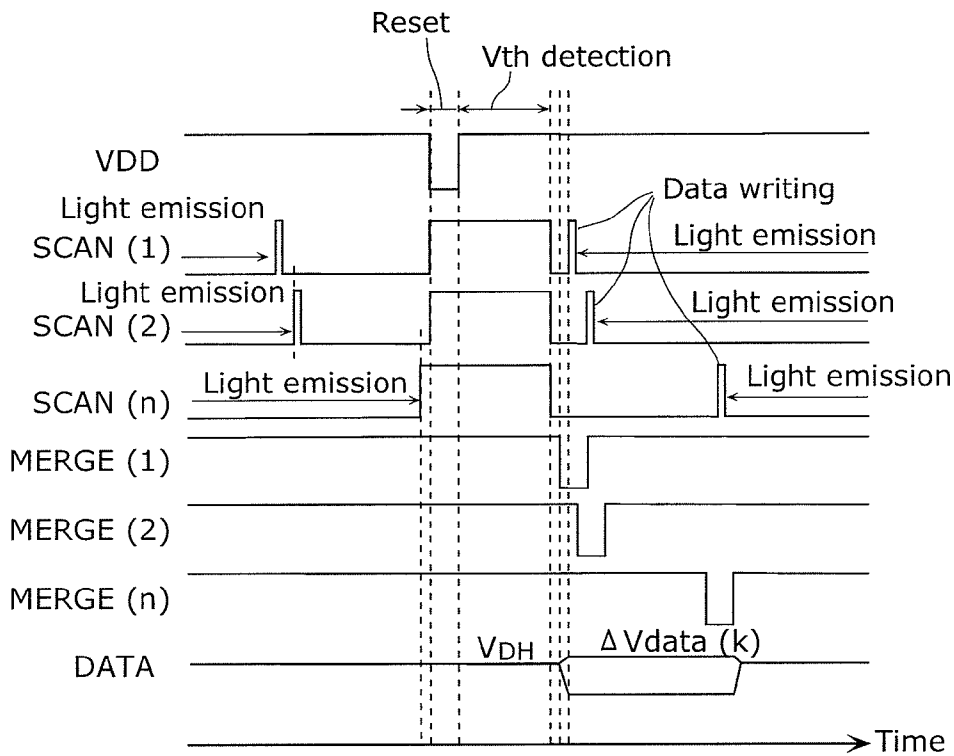 Reset
Vth detection
VDD
Data writing
Light emission
SCAN (1)
Light emission
Light emission
SCAN (2)
Light emission
Light emission
SCAN (n)
Light emission
MERGE (1)
MERGE (2)
MERGE (n)
VDH
Δ Vdata (k)
DATA
Time